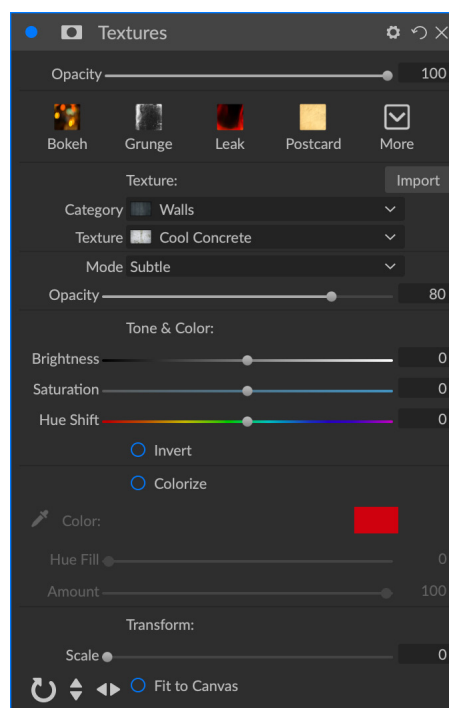 Textures
Opacity 100
Bokeh Grunge Leak Postcard More
Texture: Import
Category Walls
Texture Cool Concrete
Mode Subtle
Opacity 80
Tone & Color:
Brightness 0
Saturation 0
Hue Shift 0
Invert
Colorize
Color:
Hue Fill 0
Amount 100
Transform:
Scale 0
Fit to Canvas